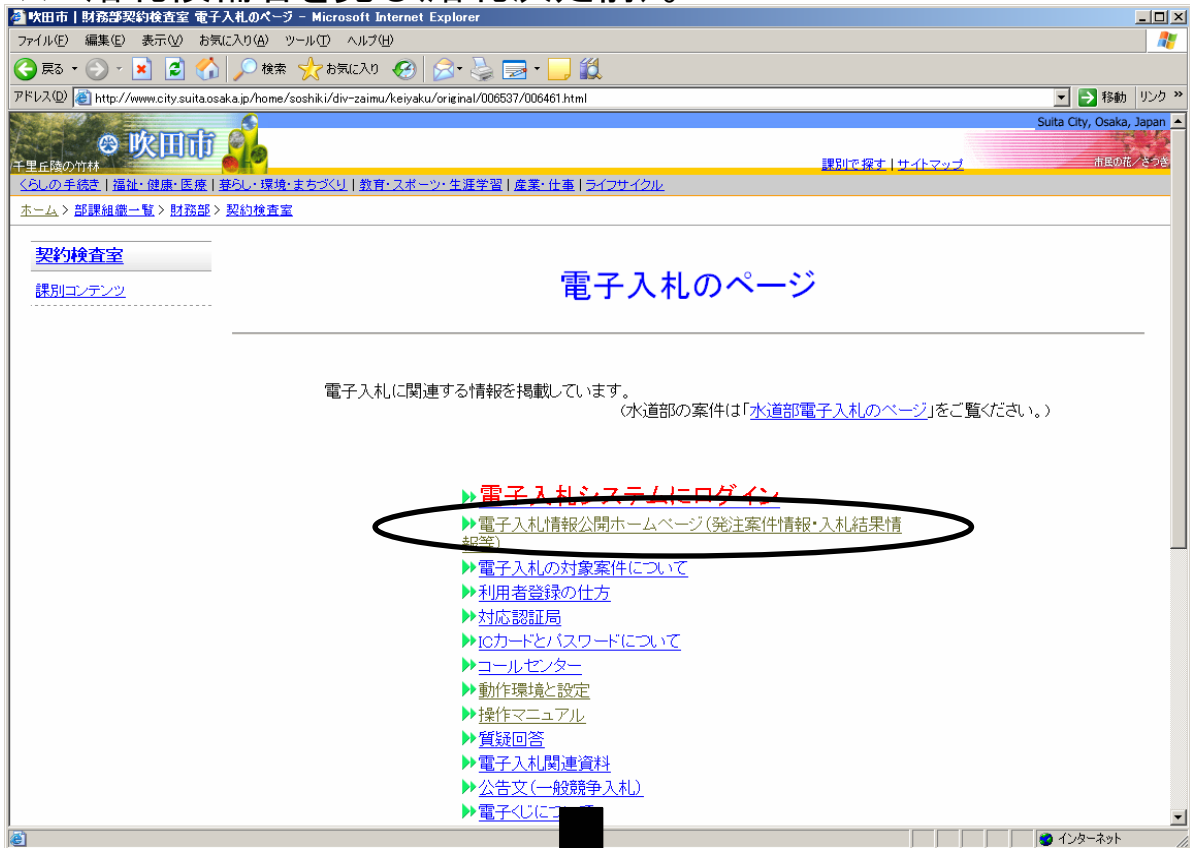 吹田市 | 財務部契約検査室 電子入札のページ - Microsoft Internet Explorer
ファイル(F) 編集(E) 表示(V) お気に入り(A) ツール(T) ヘルプ(H)
戻る 検索 お気に入り
アドレス(D) http://www.city.suita.osaka.jp/home/soshiki/div-zaimu/keiyaku/original/006537/006461.html 移動 リンク »
Suita City, Osaka, Japan
吹田市
千里丘陵の竹林 課別で探す | サイトマップ 市民の花/さつき
くらしの手続き | 福祉・健康・医療 | 暮らし・環境・まちづくり | 教育・スポーツ・生涯学習 | 産業・仕事 | ライフサイクル
ホーム > 部課組織一覧 > 財務部 > 契約検査室
契約検査室
課別コンテンツ
電子入札のページ
電子入札に関連する情報を掲載しています。
(水道部の案件は「水道部電子入札のページ」をご覧ください。)
電子入札システムにログイン
電子入札情報公開ホームページ(発注案件情報・入札結果情
報等)
電子入札の対象案件について
利用者登録の仕方
対応認証局
ICカードとパスワードについて
コールセンター
動作環境と設定
操作マニュアル
質疑回答
電子入札関連資料
公告文(一般競争入札)
電子くじに
インターネット